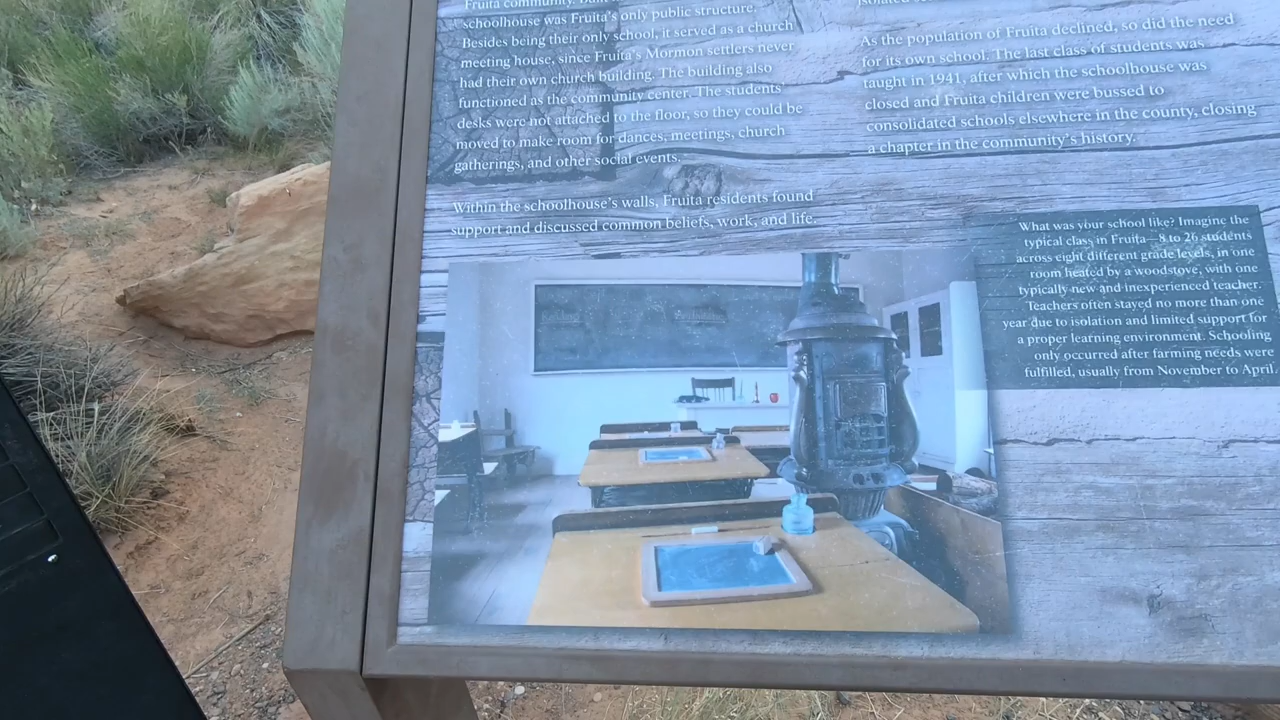 Fruita community.
schoolhouse was Fruita's only public structure.
Besides being their only school, it served as a church
meeting house, since Fruita's Mormon settlers never
had their own church building. The building also
functioned as the community center. The students'
desks were not attached to the floor, so they could be
moved to make room for dances, meetings, church
gatherings, and other social events.
Within the schoolhouse's walls, Fruita residents found
support and discussed common beliefs, work, and life.
As the population of Fruita declined, so did the need
for its own school. The last class of students was
taught in 1941, after which the schoolhouse was
closed and Fruita children were bussed to
consolidated schools elsewhere in the county, closing
a chapter in the community's history.
What was your school like? Imagine the
typical class in Fruita—8 to 26 students
across eight different grade levels, in one
room heated by a woodstove, with one
typically new and inexperienced teacher.
Teachers often stayed no more than one
year due to isolation and limited support for
a proper learning environment. Schooling
only occurred after farming needs were
fulfilled, usually from November to April.